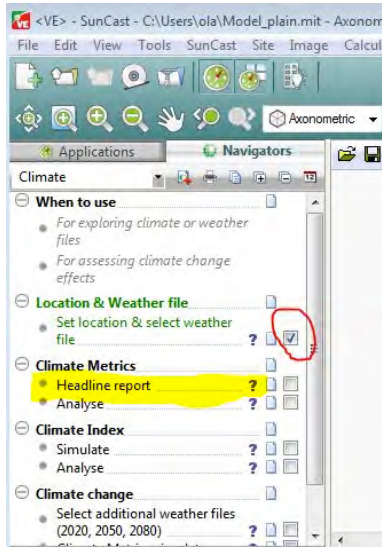 <VE> - SunCast - C:\Users\ola\Model_plain.mit - Axonom
File Edit View Tools SunCast Site Image Calcul
Axonometric
Applications Navigators
Climate
12
When to use
For exploring climate or weather
files
For assessing climate change
effects
Location & Weather file
Set location & select weather
file ?
Climate Metrics
Headline report ?
Analyse ?
Climate Index
Simulate ?
Analyse ?
Climate change
Select additional weather files
(2020, 2050, 2080) ?